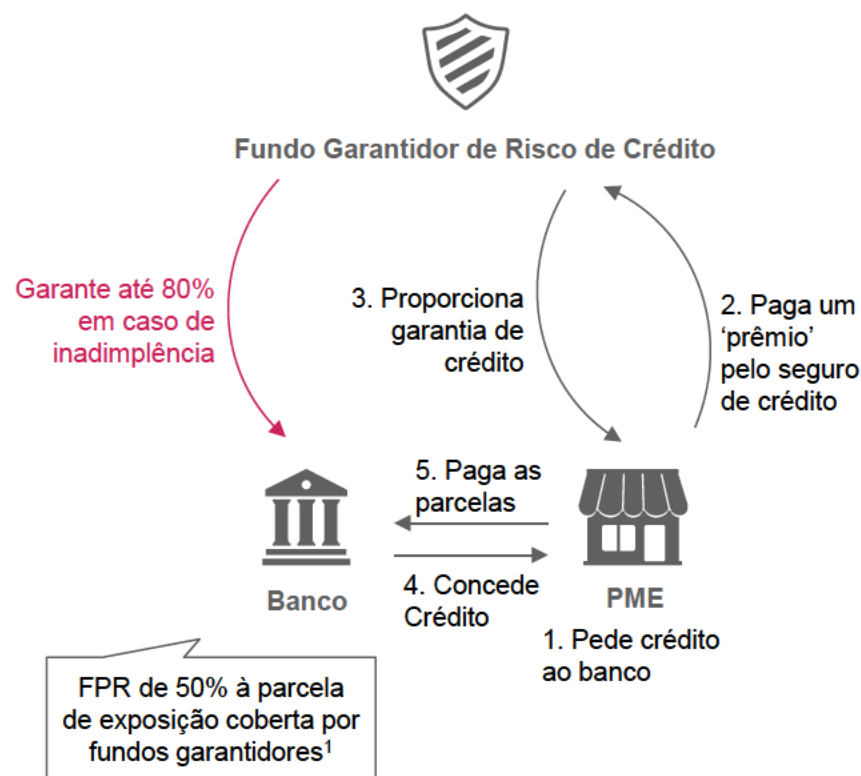 Fundo Garantidor de Risco de Crédito
Garante até 80%
em caso de
inadimplência
3. Proporciona
garantia de
crédito
2. Paga um
‘prêmio’
pelo seguro
de crédito
5. Paga as
parcelas
4. Concede
Crédito
Banco
PME
1. Pede crédito
ao banco
FPR de 50% à parcela
de exposição coberta por
fundos garantidores¹